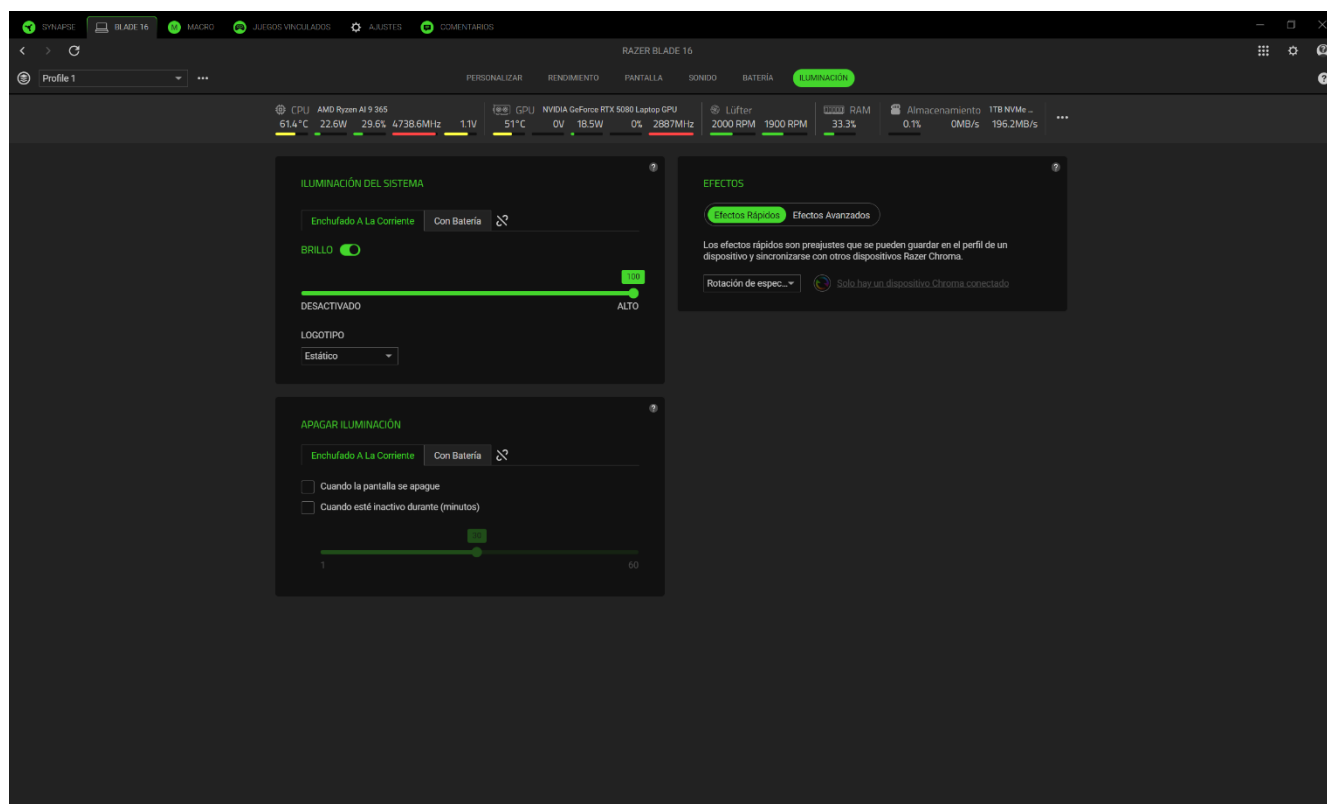 SYNAPSE BLADE 16 MACRO JUEGOS VINCULADOS AJUSTES COMENTARIOS
RAZER BLADE 16
Profile 1
PERSONALIZAR RENDIMIENTO PANTALLA SONIDO BATERÍA ILUMINACIÓN
CPU AMD Ryzen AI 9 365
61.4°C 22.6W 29.6% 4738.6MHz 1.1V
GPU NVIDIA GeForce RTX 5080 Laptop GPU
51°C 0V 18.5W 0% 2887MHz
Lüfter
2000 RPM 1900 RPM
RAM
33.3%
Almacenamiento 1TB NVMe ...
0.1% 0MB/s 196.2MB/s
ILUMINACIÓN DEL SISTEMA
Enchufado A La Corriente Con Batería
BRILLO
100
DESACTIVADO ALTO
LOGOTIPO
Estático
APAGAR ILUMINACIÓN
Enchufado A La Corriente Con Batería
Cuando la pantalla se apague
Cuando esté inactivo durante (minutos)
1 60
EFECTOS
Efectos Rápidos Efectos Avanzados
Los efectos rápidos son preajustes que se pueden guardar en el perfil de un
dispositivo y sincronizarse con otros dispositivos Razer Chroma.
Rotación de espec... Solo hay un dispositivo Chroma conectado